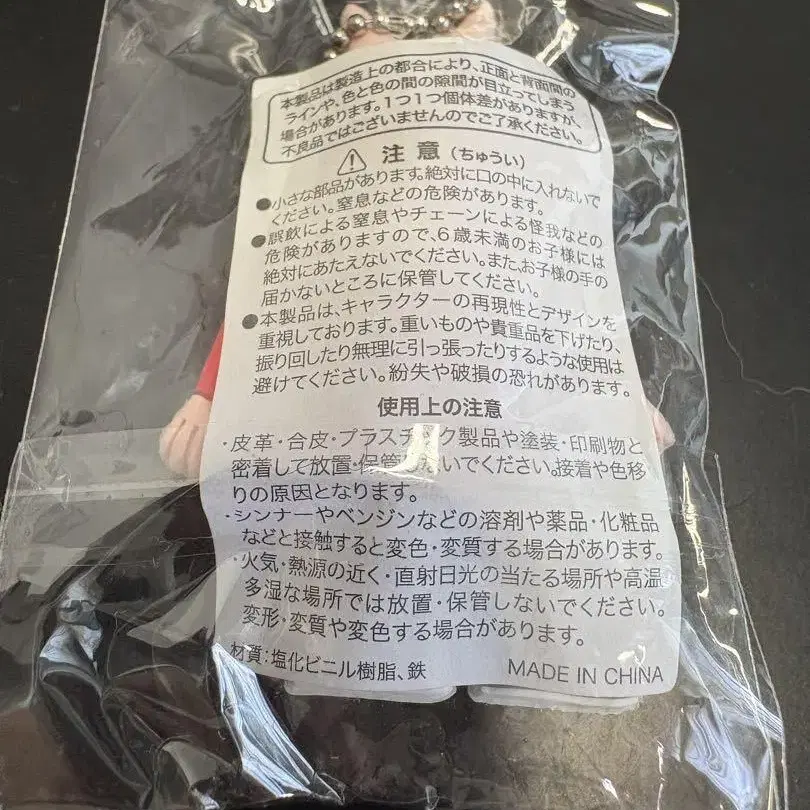 本製品は製造上の都合により、正面と背面間の
ラインや、色と色の間の隙間が目立ってしまう
場合があります。1つ1つ個体差がありますが、
不良品ではございませんのでご了承ください。
注意(ちゅうい)
●小さな部品があります。絶対に口の中に入れないで
ください。窒息などの危険があります。
●誤飲による窒息やチェーンによる怪我などの
危険がありますので、6歳未満のお子様には
絶対にあたえないでください。また、お子様の手の
届かないところに保管してください。
●本製品は、キャラクターの再現性とデザインを
重視しております。重いものや貴重品を下げたり、
振り回したり無理に引っ張ったりするような使用は
避けてください。紛失や破損の恐れがあります。
使用上の注意
・皮革・合皮・プラスチック製品や塗装・印刷物と
密着して放置・保管しないでください。接着や色移
りの原因となります。
・シンナーやベンジンなどの溶剤や薬品・化粧品
などと接触すると変色・変質する場合があります。
・火気・熱源の近く・直射日光の当たる場所や高温
多湿な場所では放置・保管しないでください。
変形・変質や変色する場合があります。
材質:塩化ビニル樹脂、鉄 MADE IN CHINA